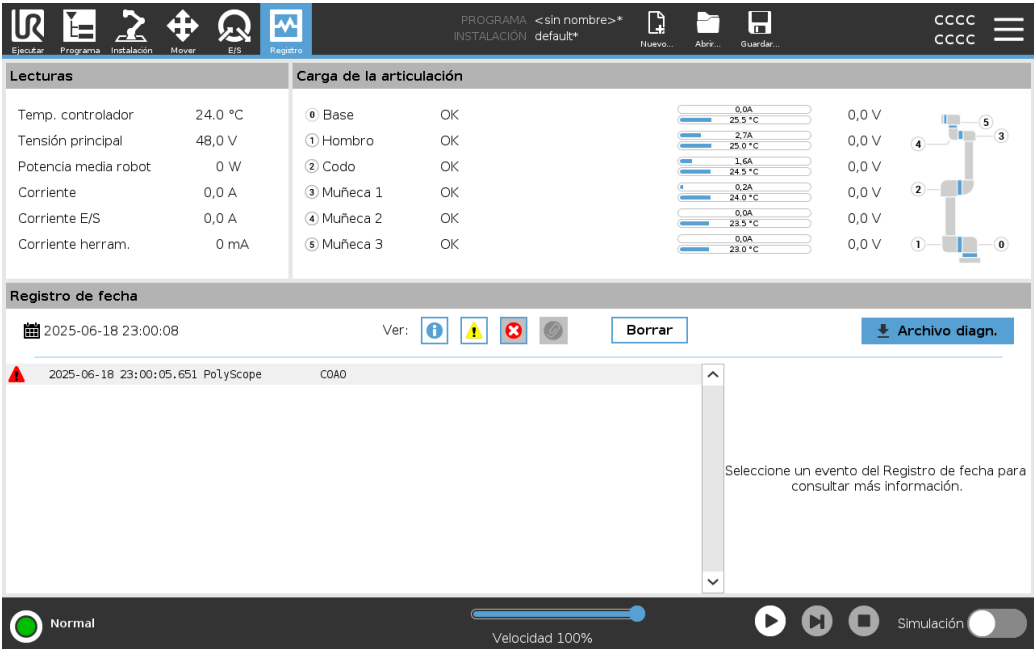 UR
PROGRAMA <sin nombre>*
INSTALACIÓN default*
CCCC
CCCC
Ejecutar Programa Instalación Mover E/S Registro Nuevo... Abrir... Guardar...
Lecturas
Temp. controlador 24.0 °C
Tensión principal 48,0 V
Potencia media robot 0 W
Corriente 0,0 A
Corriente E/S 0,0 A
Corriente herram. 0 mA
Carga de la articulación
0 Base OK 0,0A 25.5 °C 0,0 V
1 Hombro OK 2,7A 25.0 °C 0,0 V
2 Codo OK 1,6A 24.5 °C 0,0 V
3 Muñeca 1 OK 0,2A 24.0 °C 0,0 V
4 Muñeca 2 OK 0,0A 23.5 °C 0,0 V
5 Muñeca 3 OK 0,0A 23.0 °C 0,0 V
5
3
4
2
1 0
Registro de fecha
2025-06-18 23:00:08 Ver: Borrar Archivo diagn.
2025-06-18 23:00:05.651 PolyScope C0A0
Seleccione un evento del Registro de fecha para
consultar más información.
Normal
Velocidad 100%
Simulación